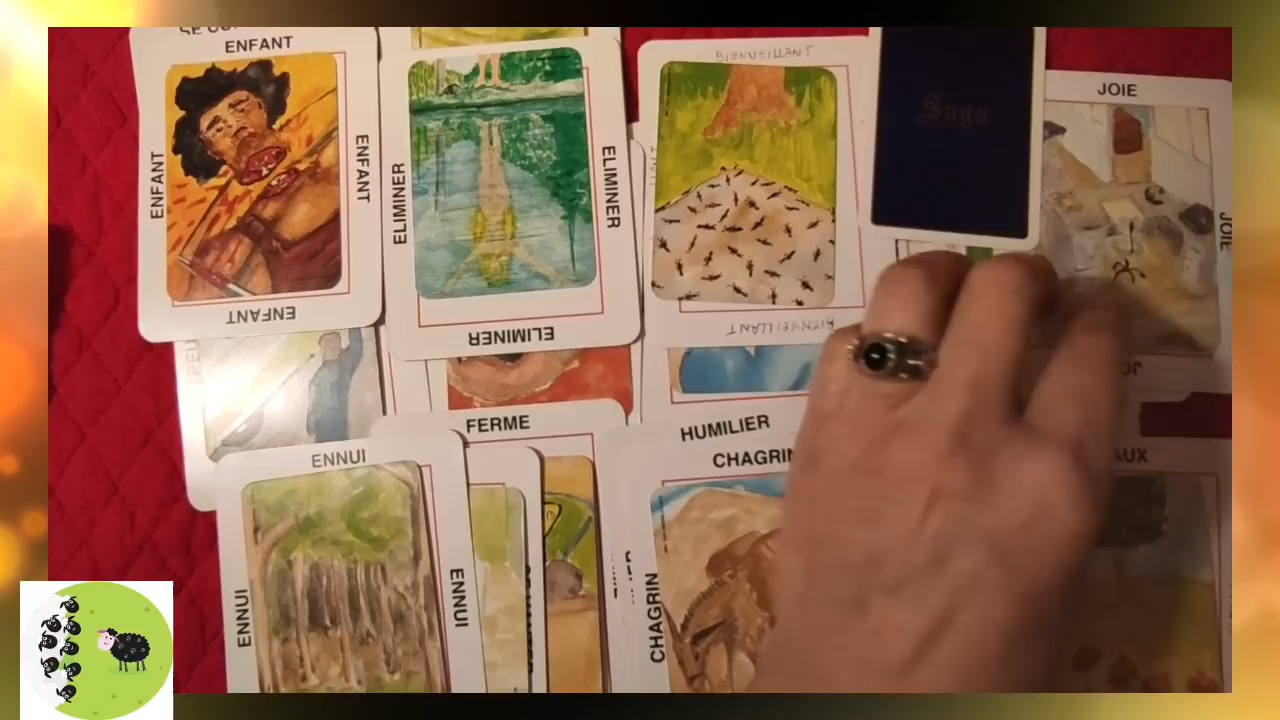 ENFANT
ENFANT
ENFANT
ENFANT
ELIMINER
ELIMINER
ELIMINER
BIENVEILLANT
BIENVEILLANT
Saga
JOIE
JOIE
FERME
HUMILIER
ENNUI
ENNUI
ENNUI
CHAGRIN
CHAGRIN
AUX